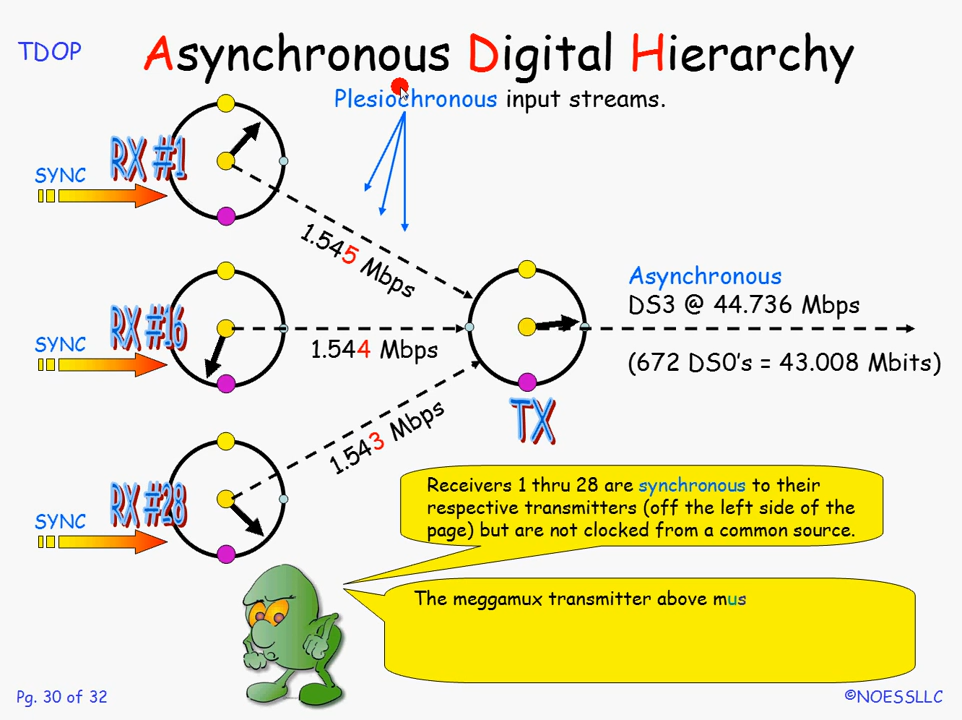 TDOP
Asynchronous Digital Hierarchy
Plesiochronous input streams.
RX #1
SYNC
1.545 Mbps
RX #16
SYNC
1.544 Mbps
Asynchronous
DS3 @ 44.736 Mbps
(672 DS0's = 43.008 Mbits)
TX
1.543 Mbps
RX #28
SYNC
Receivers 1 thru 28 are synchronous to their
respective transmitters (off the left side of the
page) but are not clocked from a common source.
The meggamux transmitter above mus
Pg. 30 of 32
©NOESSLLC